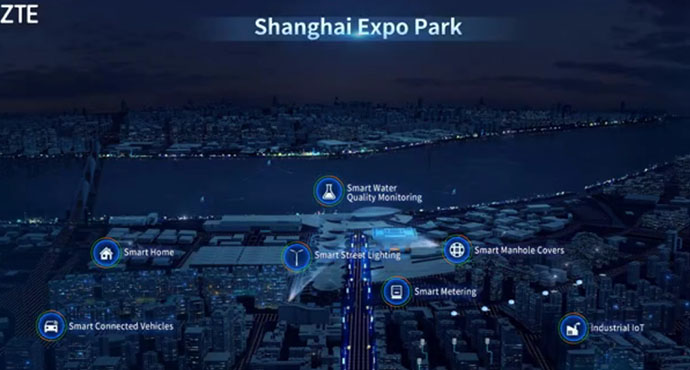 ZTE
Shanghai Expo Park
Smart Water
Quality Monitoring
Smart Home
Smart Street Lighting
Smart Manhole Covers
Smart Metering
Smart Connected Vehicles
Industrial IoT